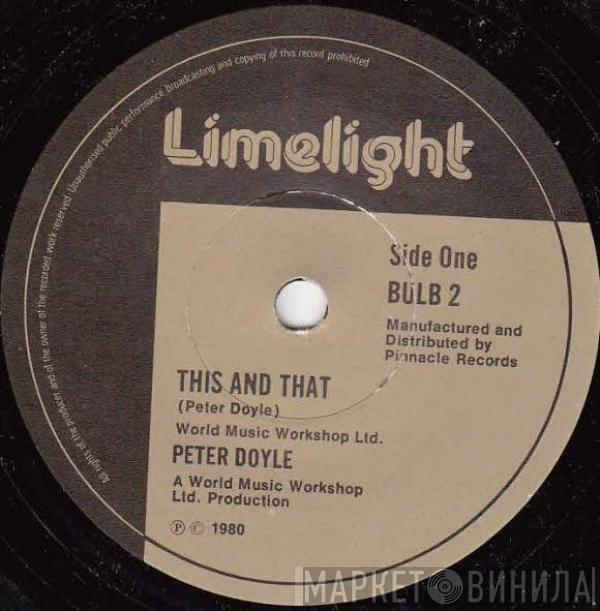 All rights of the producer and of the owner of the recorded work reserved Unauthorised public performance broadcasting and copying of this record prohibited
Limelight
Side One
BULB 2
Manufactured and
Distributed by
Pinnacle Records
THIS AND THAT
(Peter Doyle)
World Music Workshop Ltd.
PETER DOYLE
A World Music Workshop
Ltd. Production
℗ © 1980
МАРКЕТ ВИНИЛА